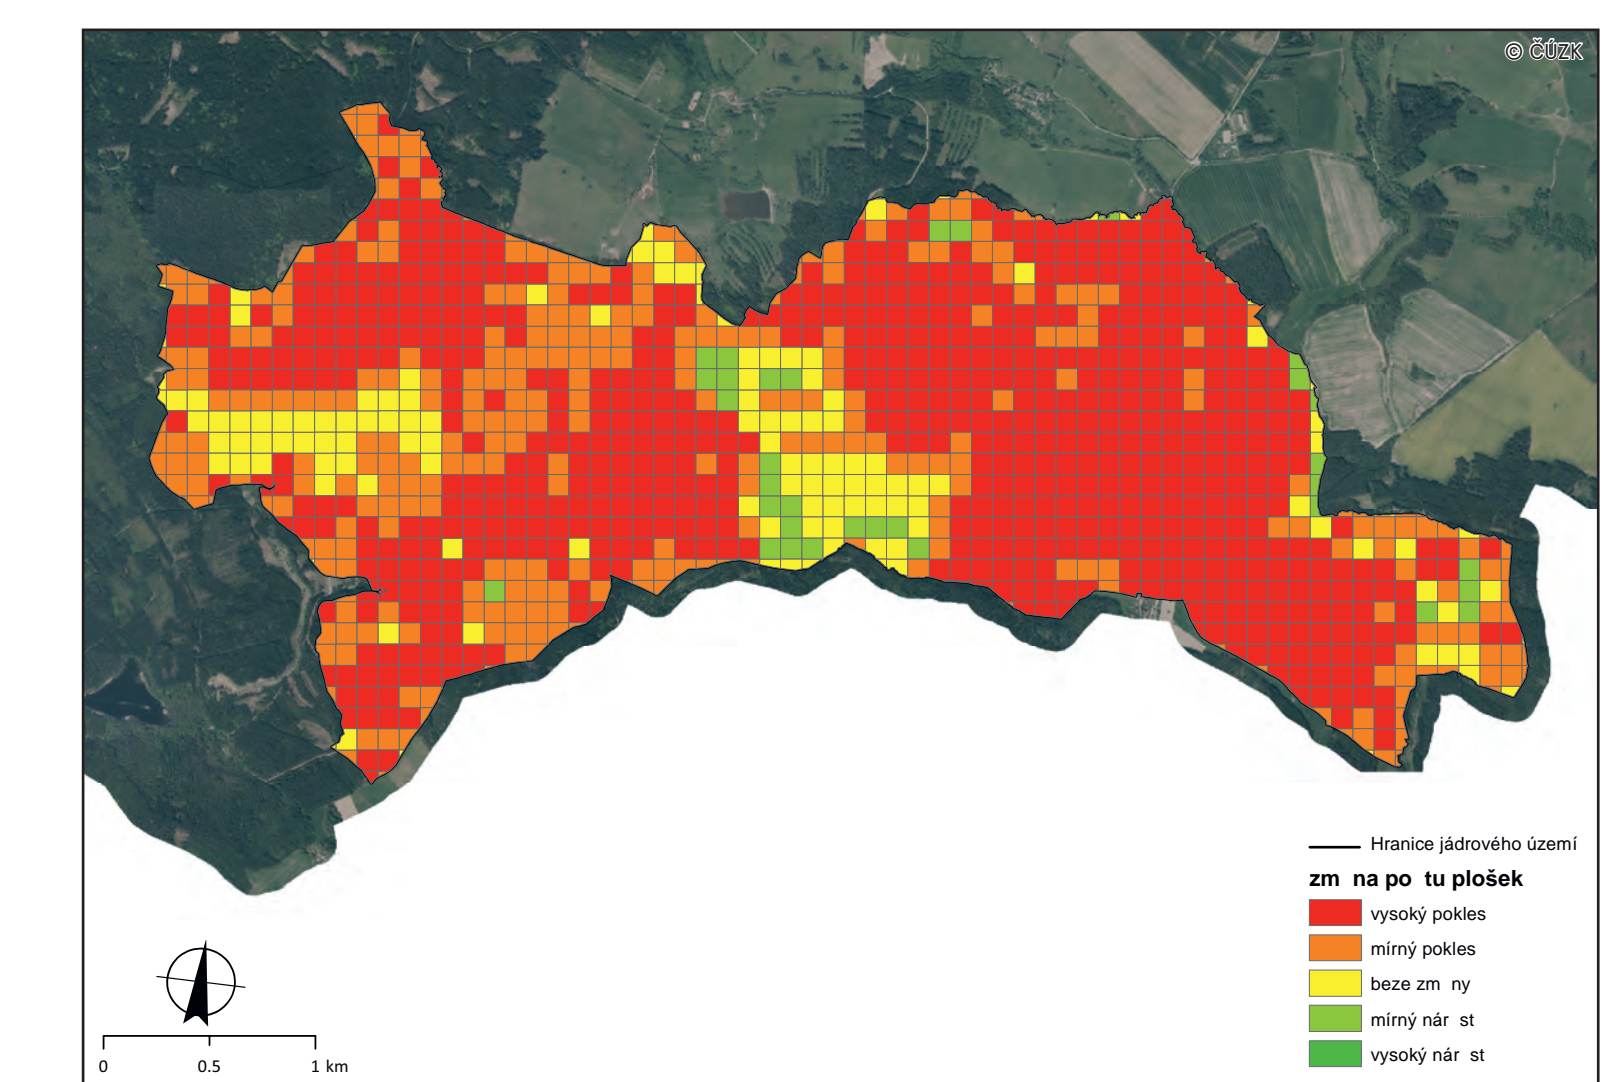 © ČÚZK
Hranice jádrového území
zm na po tu plošek
vysoký pokles
mírný pokles
beze zm ny
mírný nár st
vysoký nár st
0 0.5 1 km